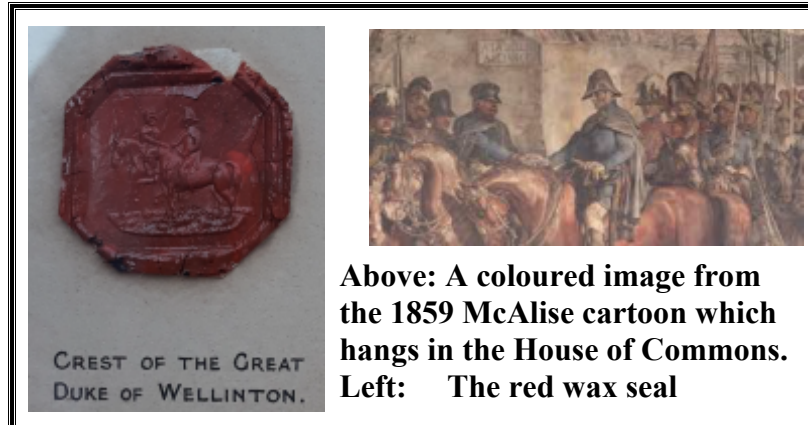 CREST OF THE GREAT
DUKE OF WELLINTON.
Above: A coloured image from
the 1859 McAlise cartoon which
hangs in the House of Commons.
Left: The red wax seal